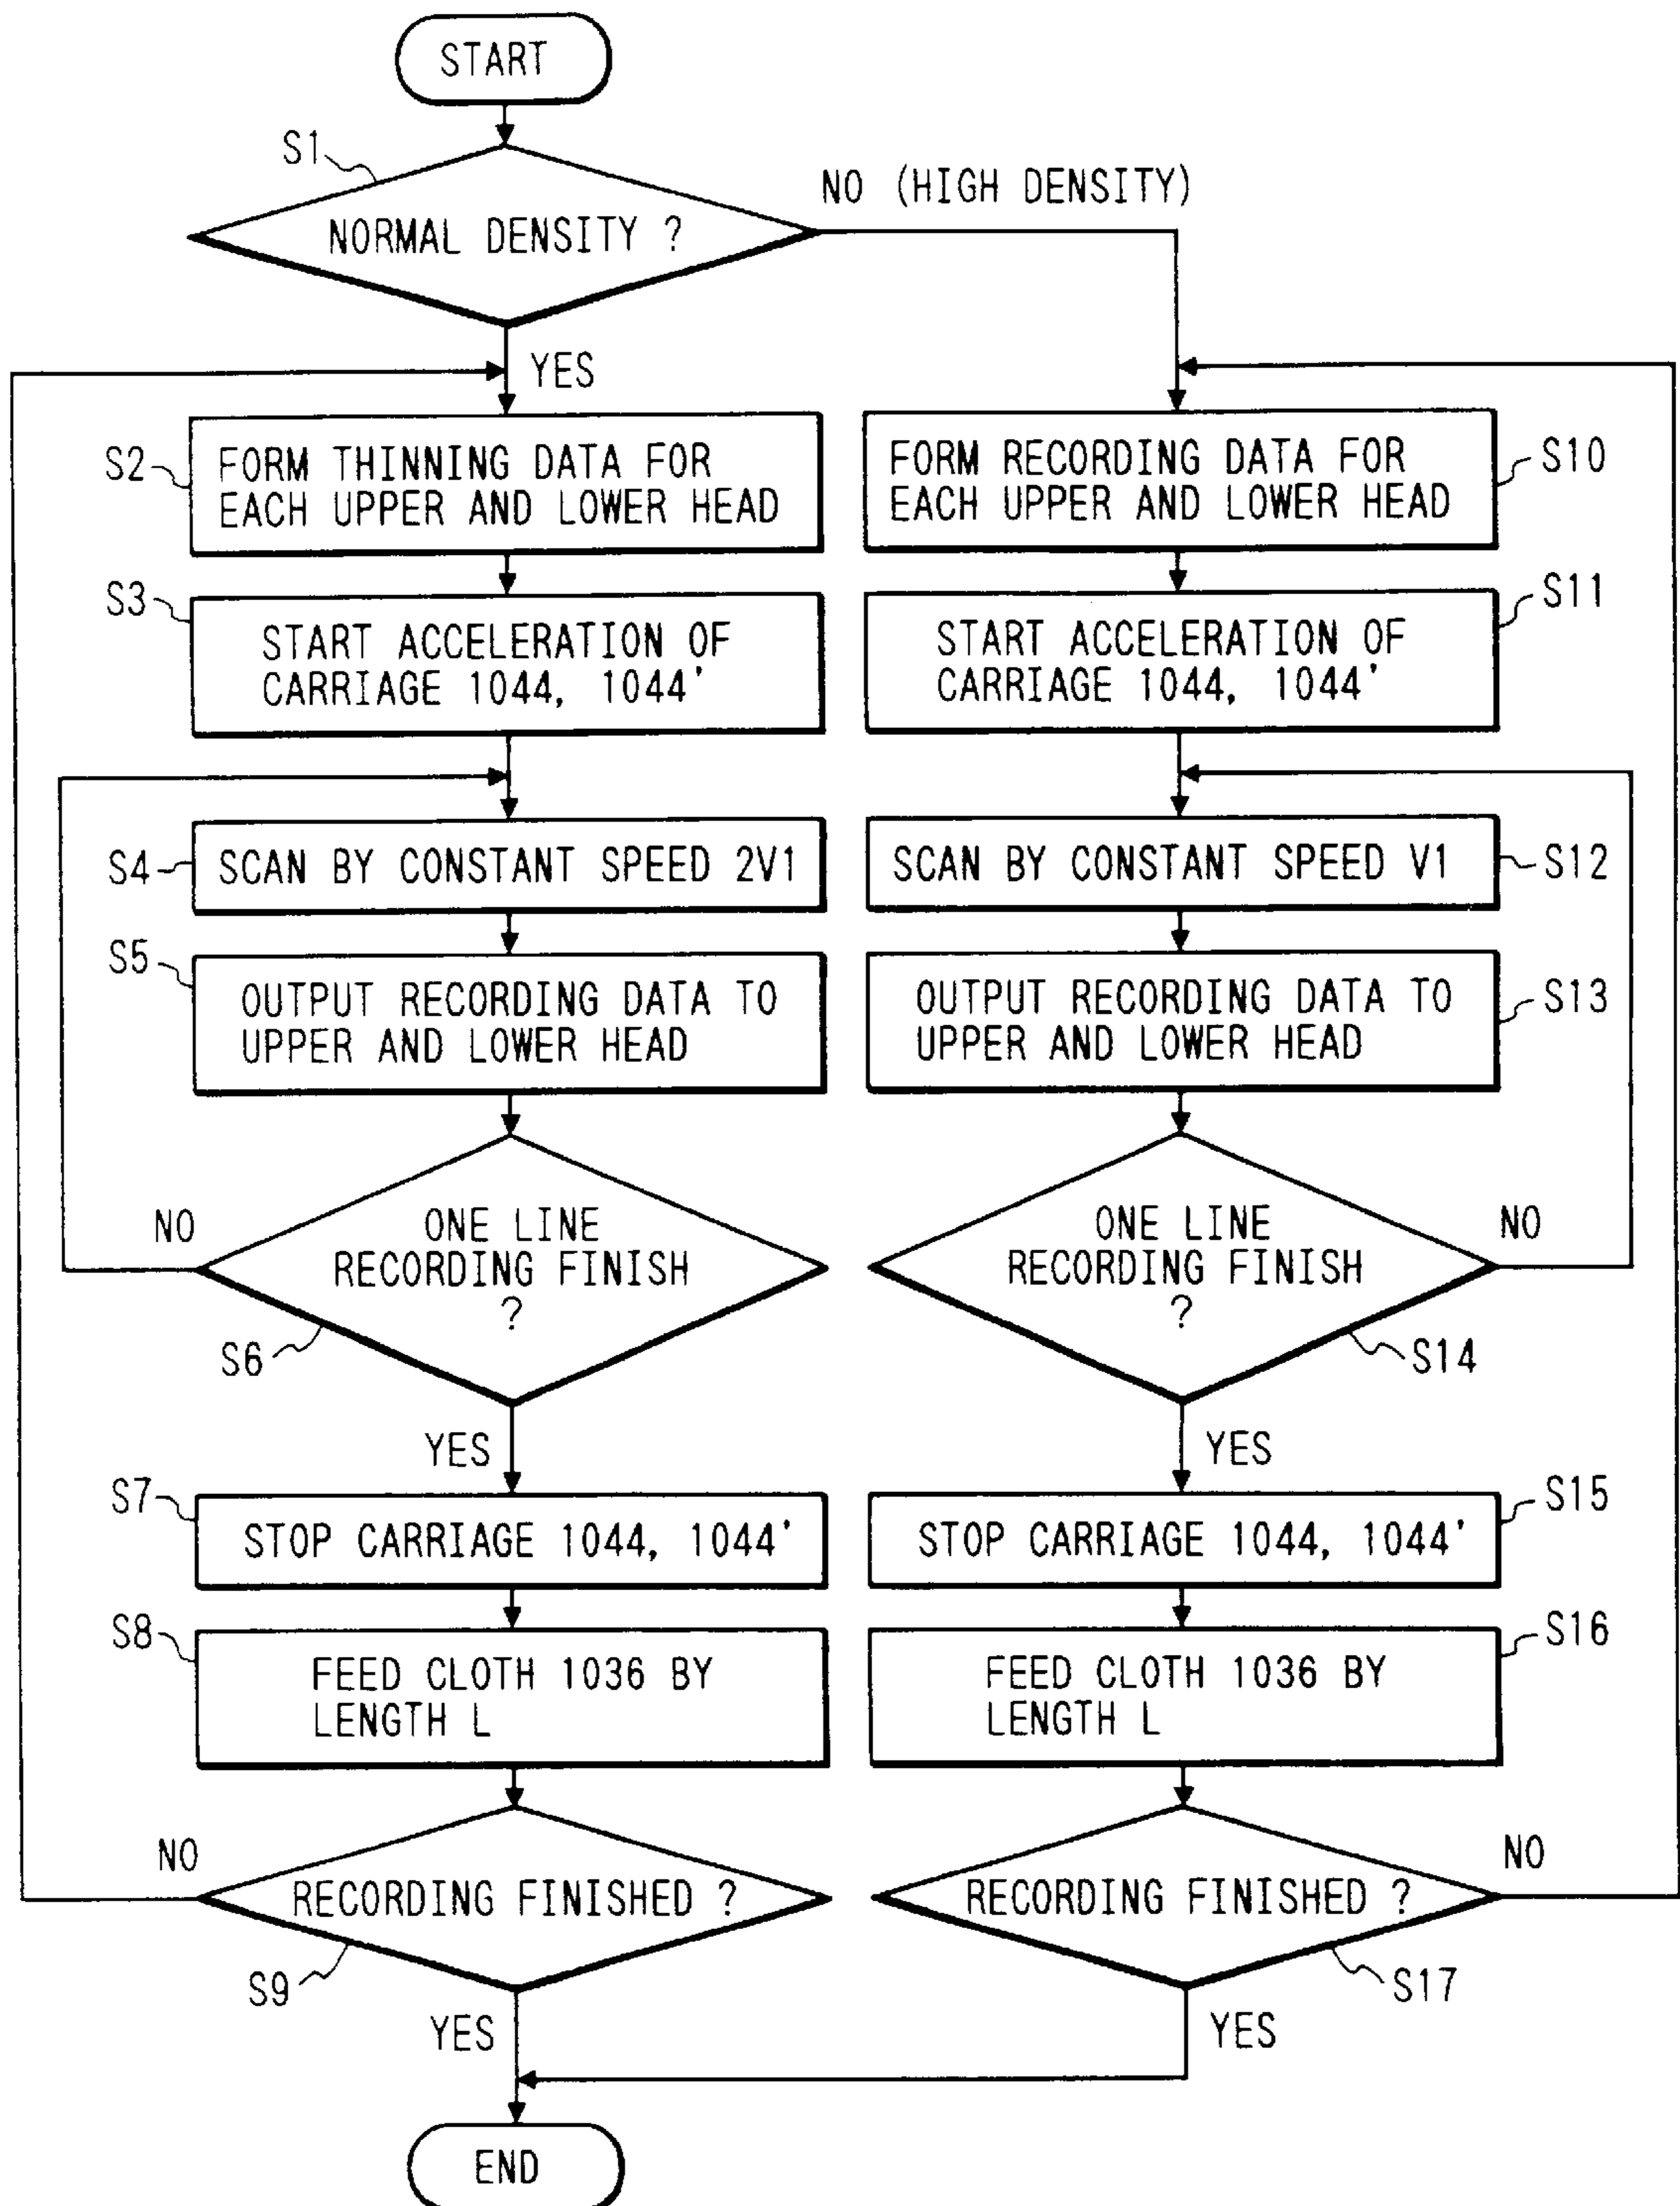 START
S1
NORMAL DENSITY ?
NO (HIGH DENSITY)
YES
S2
FORM THINNING DATA FOR
EACH UPPER AND LOWER HEAD
S3
START ACCELERATION OF
CARRIAGE 1044, 1044'
S4
SCAN BY CONSTANT SPEED 2V1
S5
OUTPUT RECORDING DATA TO
UPPER AND LOWER HEAD
NO
ONE LINE
RECORDING FINISH
?
S6
YES
S7
STOP CARRIAGE 1044, 1044'
S8
FEED CLOTH 1036 BY
LENGTH L
NO
RECORDING FINISHED ?
S9
YES
FORM RECORDING DATA FOR
EACH UPPER AND LOWER HEAD
S10
START ACCELERATION OF
CARRIAGE 1044, 1044'
S11
SCAN BY CONSTANT SPEED V1
S12
OUTPUT RECORDING DATA TO
UPPER AND LOWER HEAD
S13
ONE LINE
RECORDING FINISH
?
NO
S14
YES
STOP CARRIAGE 1044, 1044'
S15
FEED CLOTH 1036 BY
LENGTH L
S16
RECORDING FINISHED ?
NO
S17
YES
END